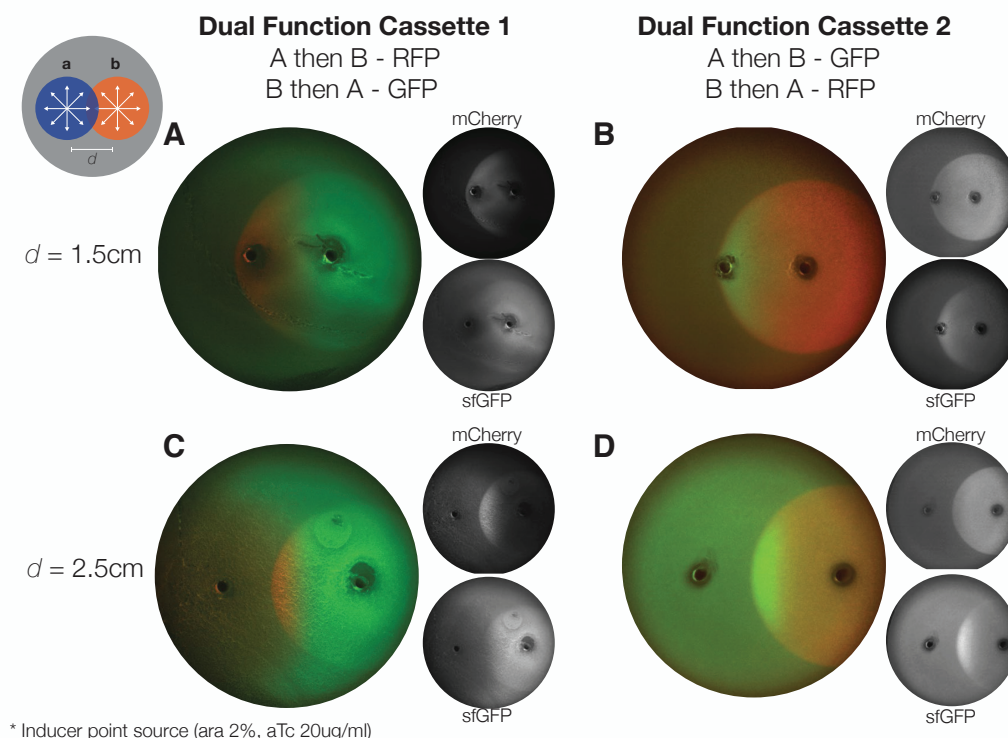 Dual Function Cassette 1
A then B - RFP
B then A - GFP
Dual Function Cassette 2
A then B - GFP
B then A - RFP
a b
d
A
mCherry
sfGFP
B
mCherry
sfGFP
d = 1.5cm
C
mCherry
sfGFP
D
mCherry
sfGFP
d = 2.5cm
* Inducer point source (ara 2%, aTc 20ug/ml)